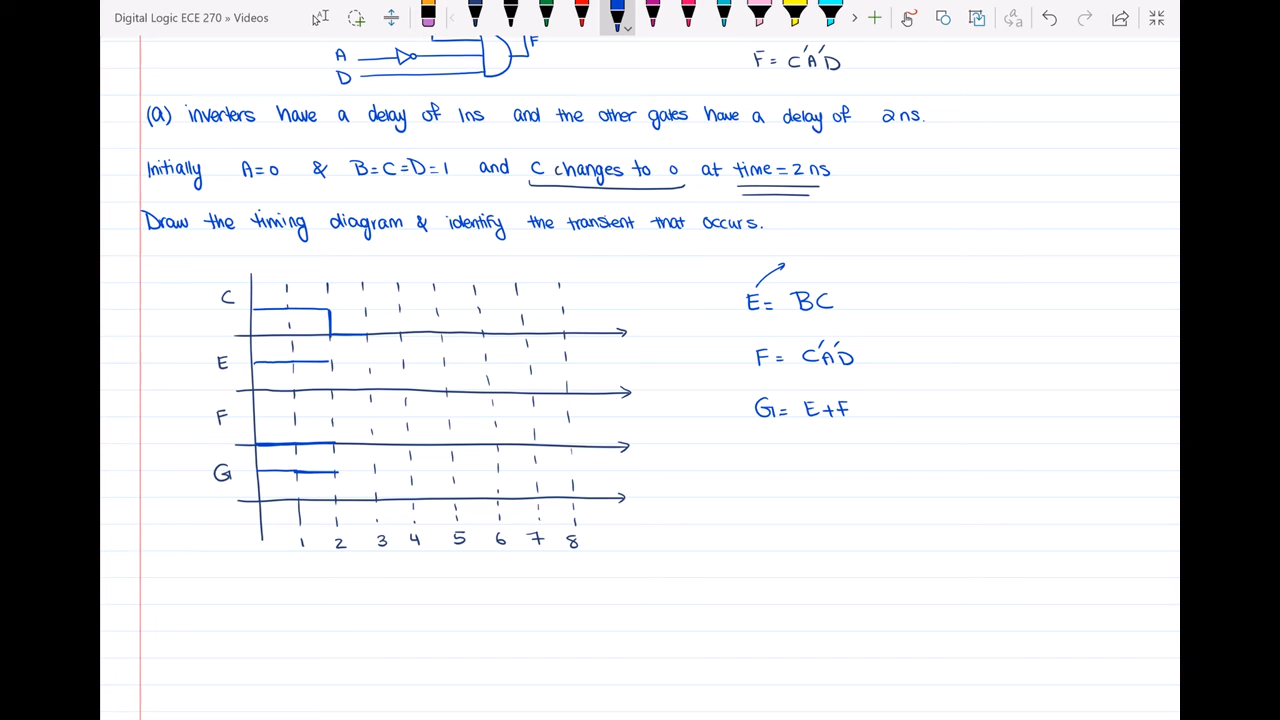 Digital Logic ECE 270 » Videos
F
A
D
F = C'A'D
(a) inverters have a delay of 1ns and the other gates have a delay of 2ns.
Initially A=0 & B=C=D=1 and C changes to 0 at time=2ns
Draw the timing diagram & identify the transient that occurs.
C
E
F
G
1 2 3 4 5 6 7 8
E= BC
F= C'A'D
G= E+F